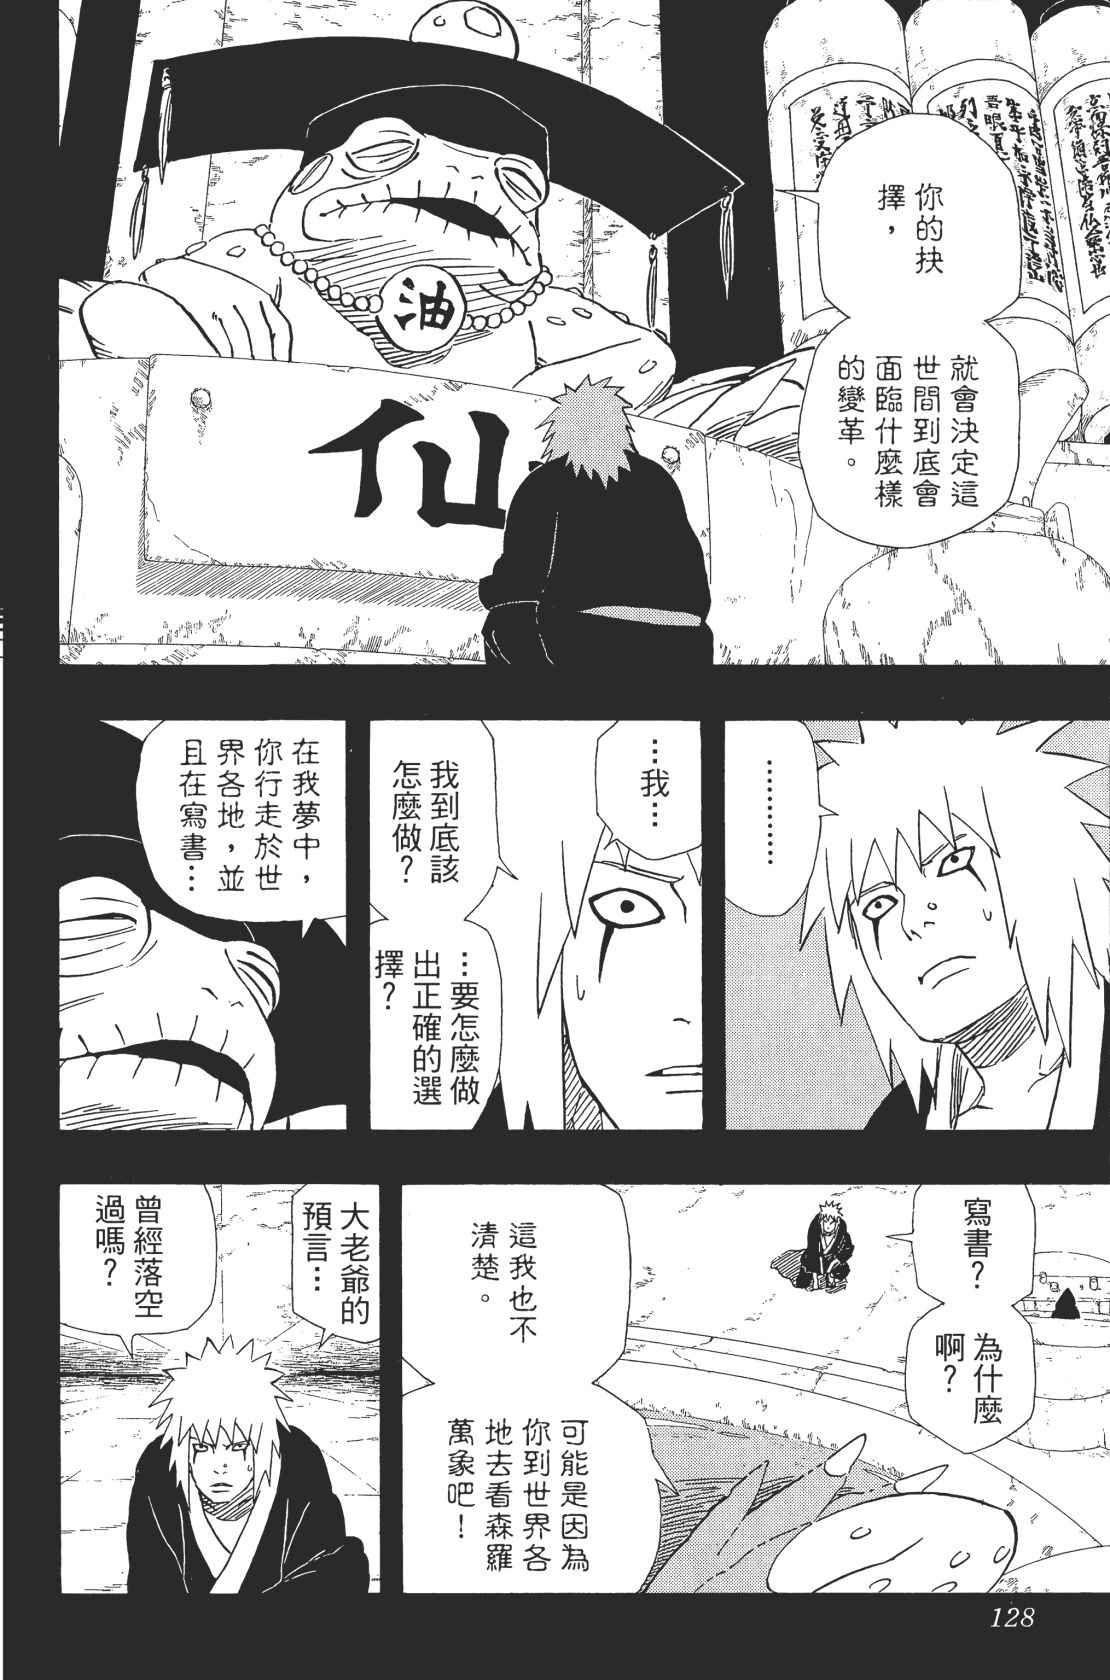 你的抉
擇，
就會決定這
世間到底會
面臨什麼樣
的變革。
油
仙
………
…我…
我到底該
怎麼做？
…要怎麼做
出正確的選
擇？
在我夢中，
你行走於世
界各地，並
且在寫書…
寫書？
為什麼
啊？
這我也不
清楚。
可能是因為
你到世界各
地去看森羅
萬象吧！
大老爺的
預言…
曾經落空
過嗎？
128